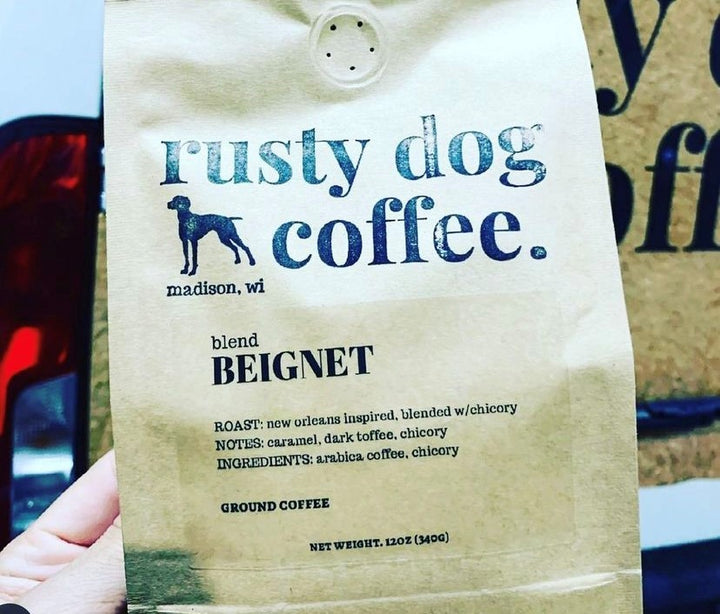 rusty dog
coffee.
madison, wi
blend
BEIGNET
ROAST: new orleans inspired, blended w/chicory
NOTES: caramel, dark toffee, chicory
INGREDIENTS: arabica coffee, chicory
GROUND COFFEE
NET WEIGHT. 12OZ (340G)